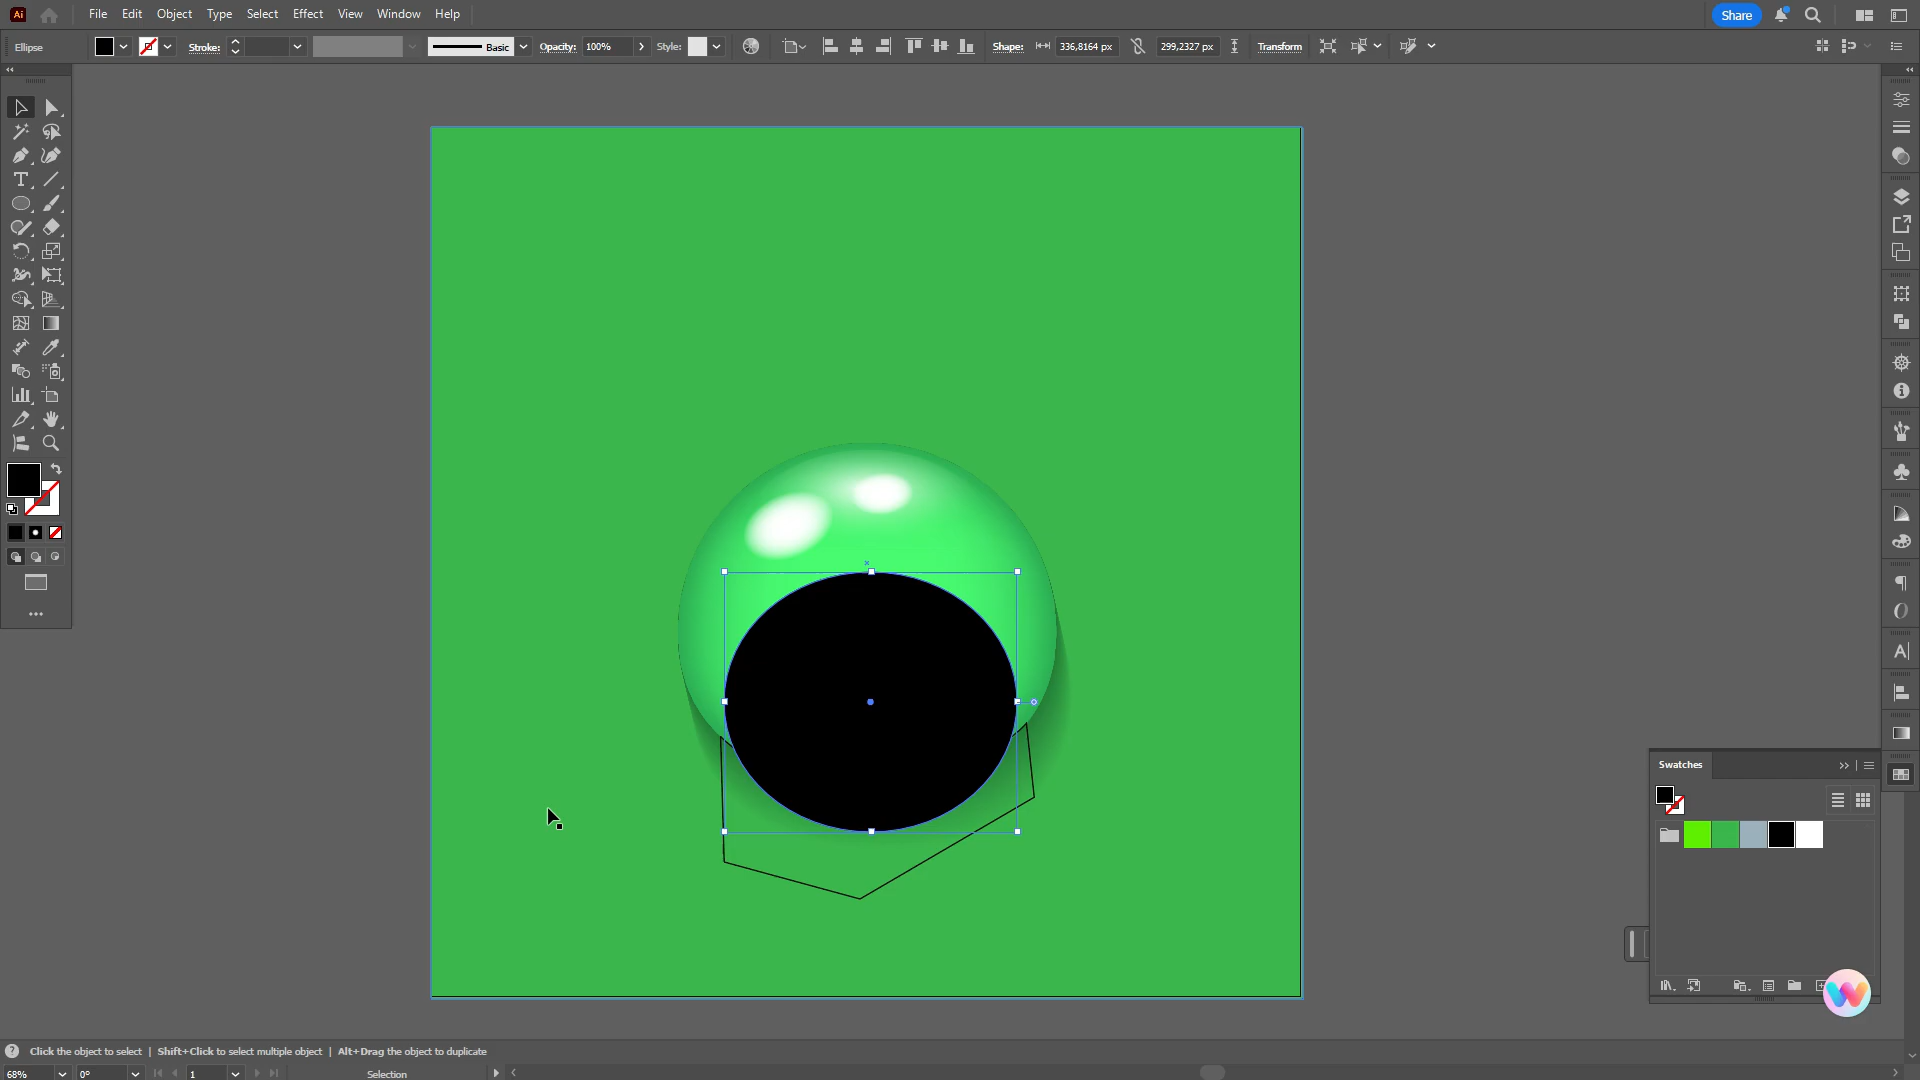 Ai File Edit Object Type Select Effect View Window Help Share
Ellipse Stroke: Basic Opacity: 100% Style: Shape: 336,8164 px 299,2327 px Transform
Swatches
Click the object to select | Shift+Click to select multiple object | Alt+Drag the object to duplicate
68% 0° 1 Selection